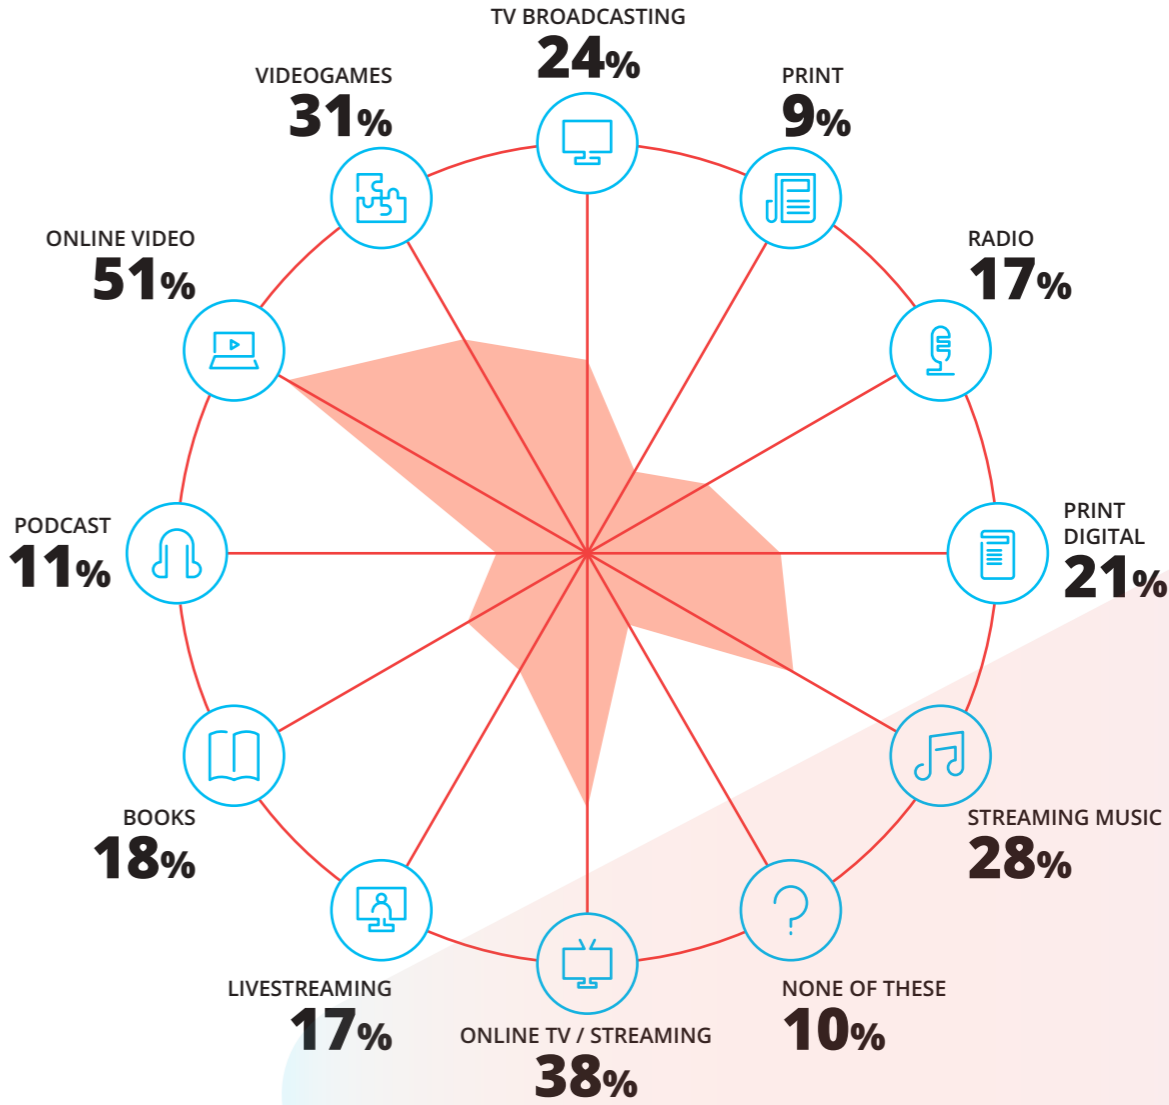 TV BROADCASTING
24%
PRINT
9%
RADIO
17%
PRINT
DIGITAL
21%
STREAMING MUSIC
28%
NONE OF THESE
10%
ONLINE TV / STREAMING
38%
LIVESTREAMING
17%
BOOKS
18%
PODCAST
11%
ONLINE VIDEO
51%
VIDEOGAMES
31%